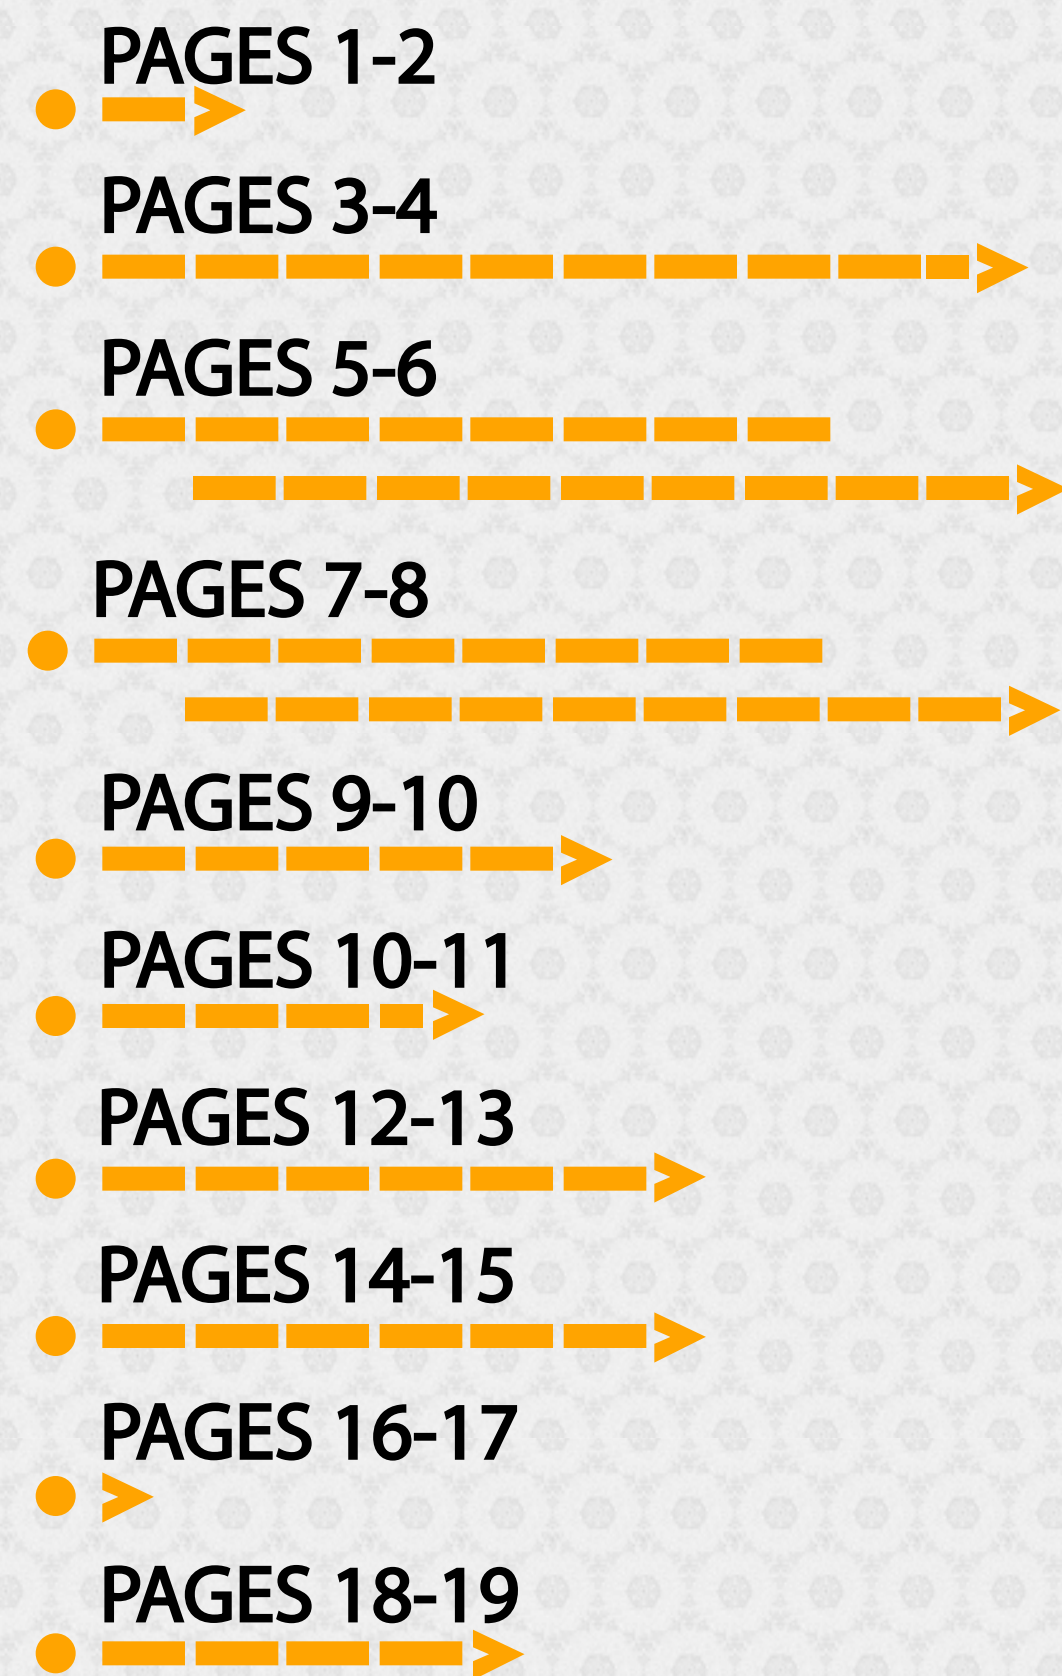 PAGES 1-2
PAGES 3-4
PAGES 5-6
PAGES 7-8
PAGES 9-10
PAGES 10-11
PAGES 12-13
PAGES 14-15
PAGES 16-17
PAGES 18-19